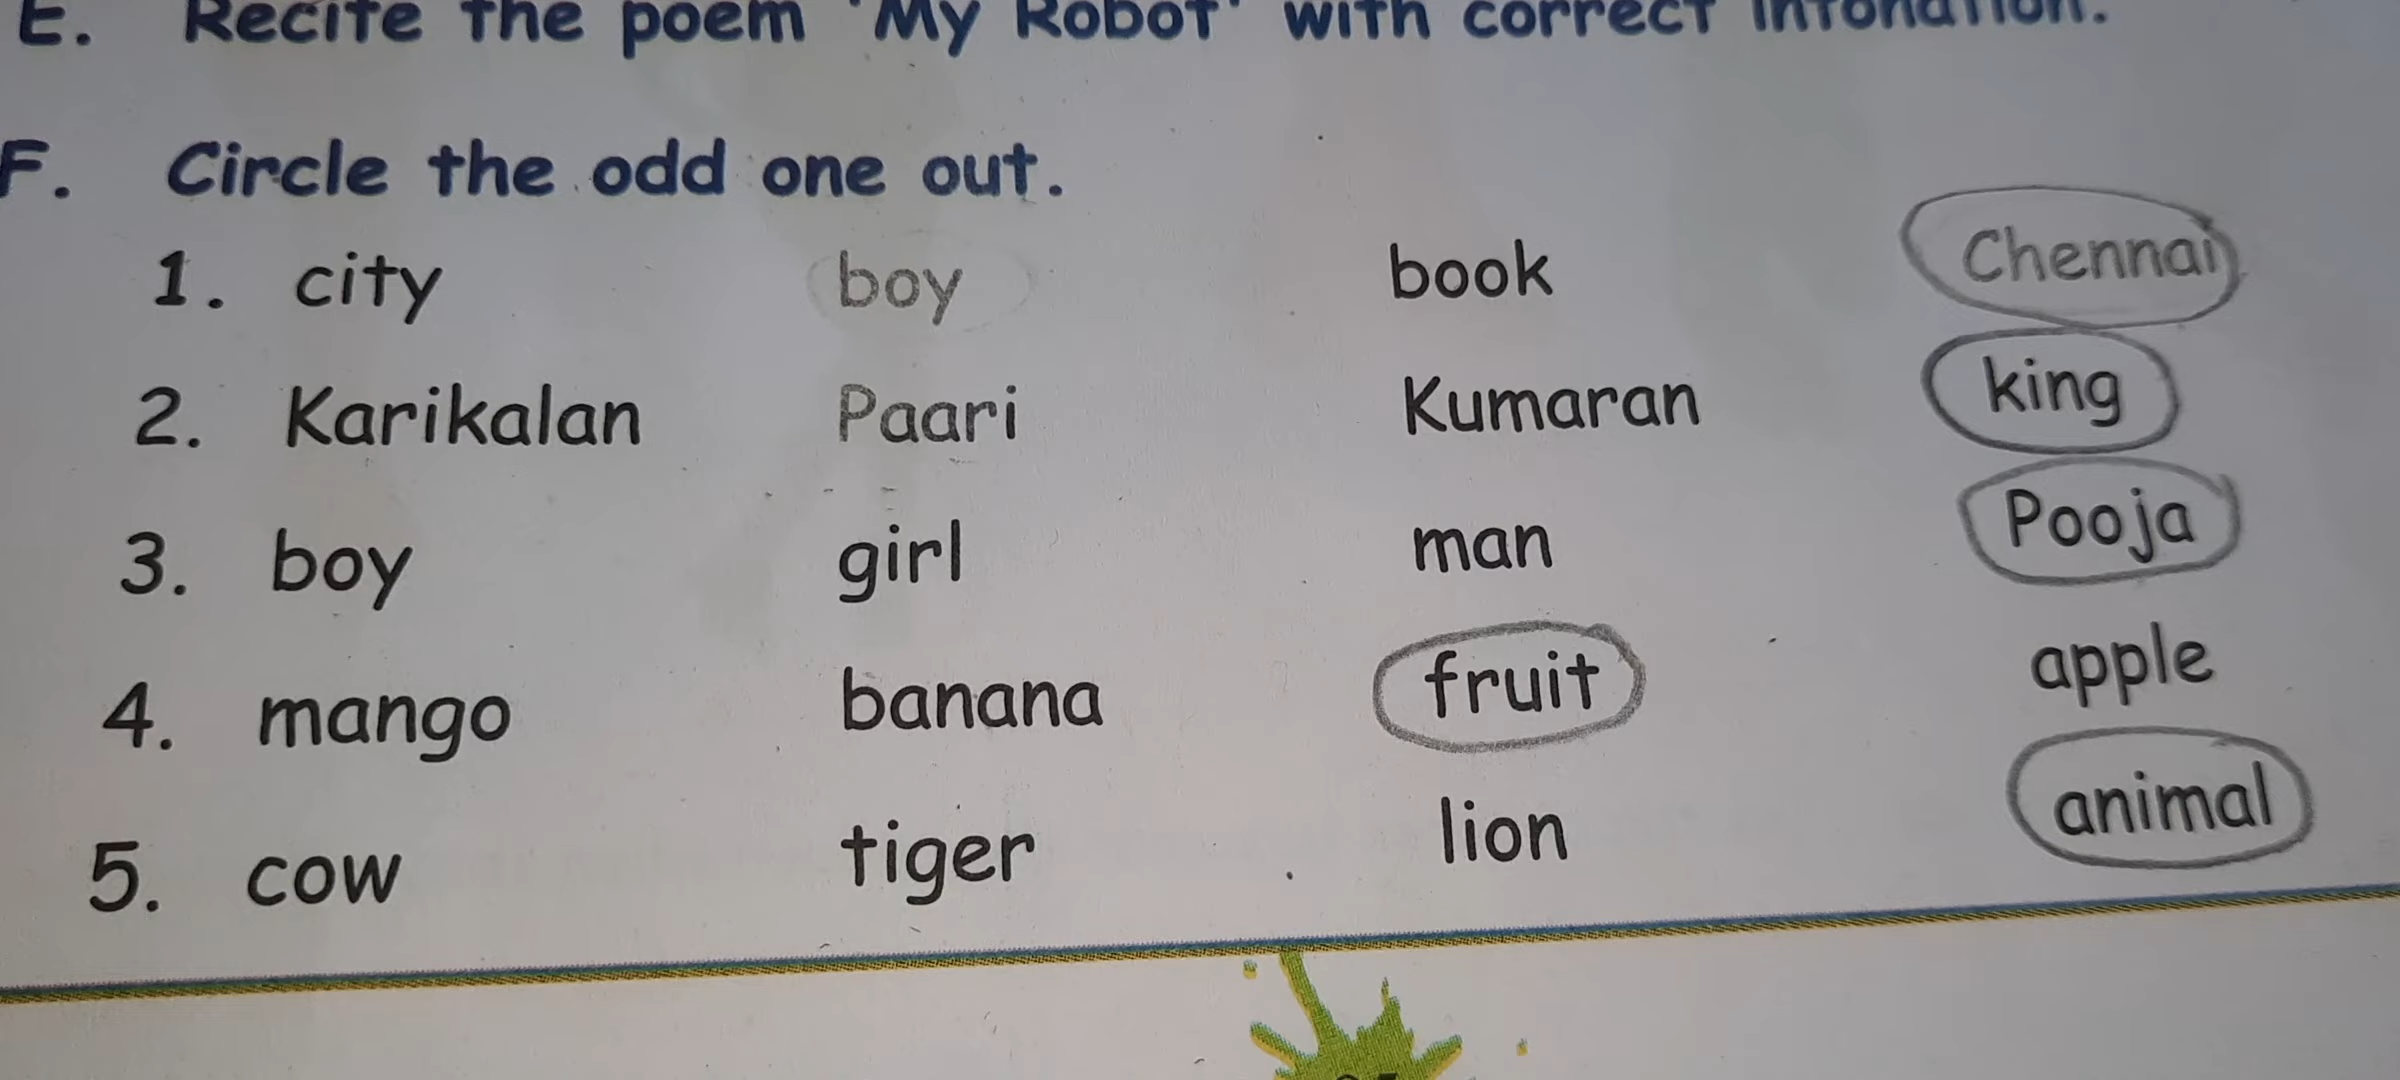 E. Recite the poem 'My Robot' with correct intonation.
F. Circle the odd one out.
1. city boy book Chennai
2. Karikalan Paari Kumaran king
3. boy girl man Pooja
4. mango banana fruit apple
5. cow tiger lion animal